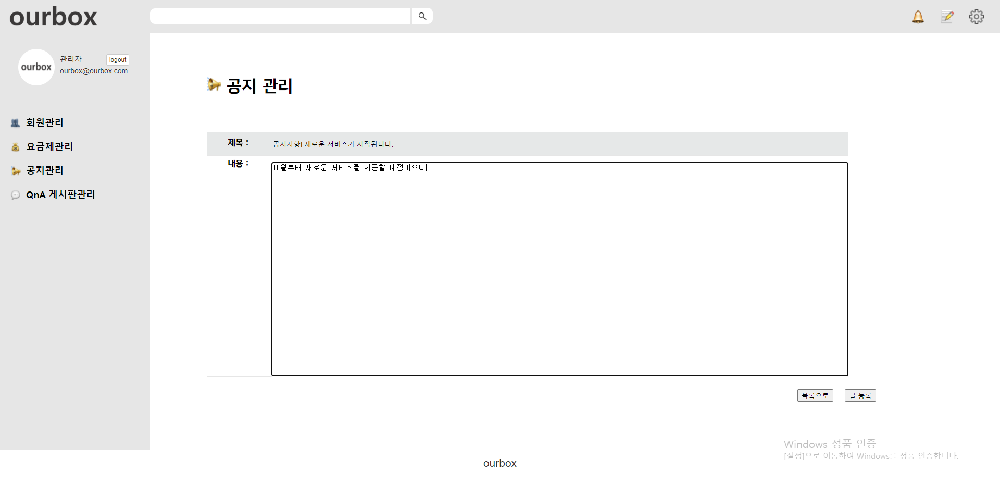 ourbox
ourbox
관리자
logout
ourbox@ourbox.com
회원관리
요금제관리
공지관리
QnA 게시판관리
공지 관리
제목 :
공지사항! 새로운 서비스가 시작됩니다.
내용 :
10월부터 새로운 서비스를 제공할 예정이오니
목록으로
글 등록
Windows 정품 인증
[설정]으로 이동하여 Windows를 정품 인증합니다.
ourbox